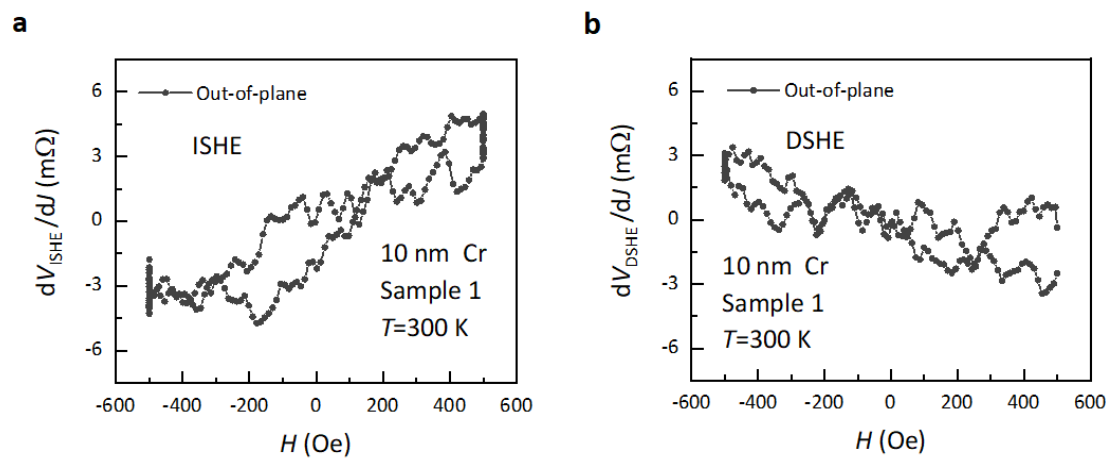 a
6
3
0
-3
-6
dV_ISHE/dJ (mΩ)
Out-of-plane
ISHE
10 nm Cr
Sample 1
T=300 K
-600 -400 -200 0 200 400 600
H (Oe)
b
6
3
0
-3
-6
dV_DSHE/dJ (mΩ)
Out-of-plane
DSHE
10 nm Cr
Sample 1
T=300 K
-600 -400 -200 0 200 400 600
H (Oe)